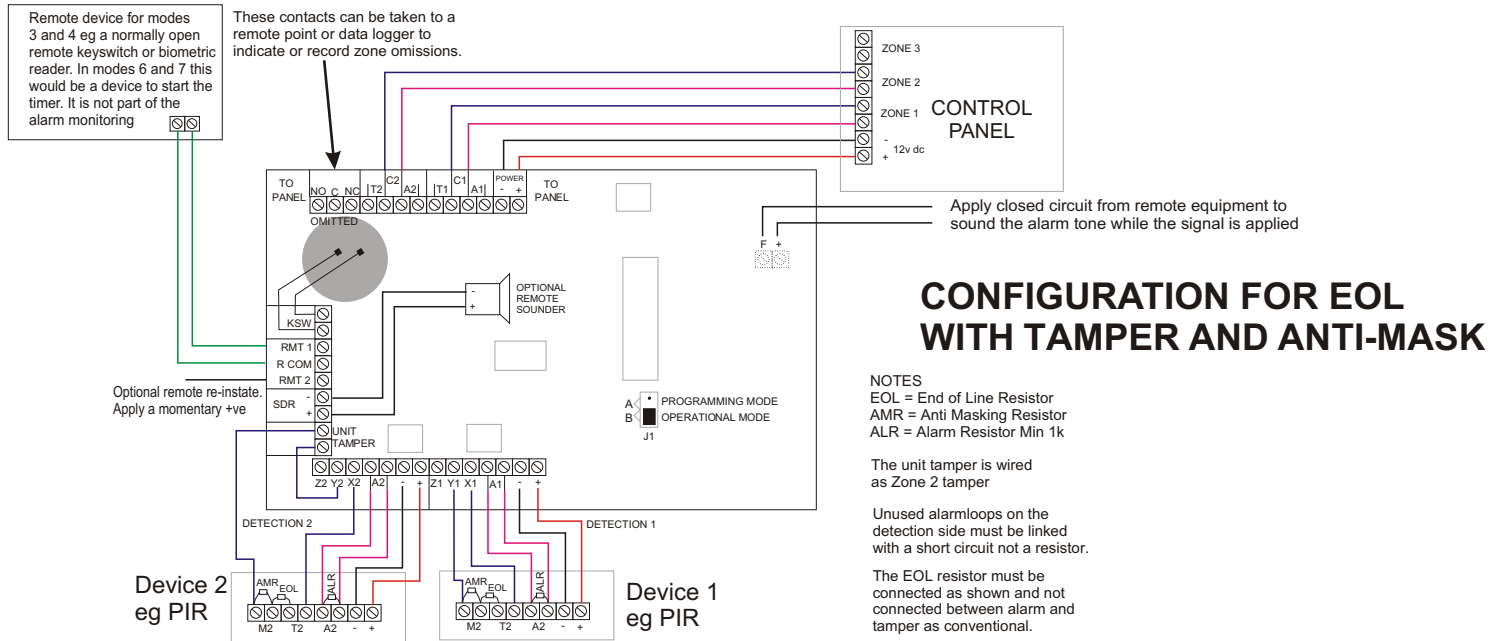 Remote device for modes
3 and 4 eg a normally open
remote keyswitch or biometric
reader. In modes 6 and 7 this
would be a device to start the
timer. It is not part of the
alarm monitoring
These contacts can be taken to a
remote point or data logger to
indicate or record zone omissions.
ZONE 3
ZONE 2
ZONE 1
CONTROL
PANEL
-
12v dc
+
TO
PANEL
NO C NC |T2 C2 A2| |T1 C1 A1| POWER - +
TO
PANEL
OMITTED
Apply closed circuit from remote equipment to
sound the alarm tone while the signal is applied
F +
-
+
OPTIONAL
REMOTE
SOUNDER
CONFIGURATION FOR EOL
WITH TAMPER AND ANTI-MASK
KSW
RMT 1
R COM
RMT 2
Optional remote re-instate.
Apply a momentary +ve
SDR
-
+
UNIT
TAMPER
A PROGRAMMING MODE
B OPERATIONAL MODE
J1
NOTES
EOL = End of Line Resistor
AMR = Anti Masking Resistor
ALR = Alarm Resistor Min 1k
The unit tamper is wired
as Zone 2 tamper
Unused alarmloops on the
detection side must be linked
with a short circuit not a resistor.
The EOL resistor must be
connected as shown and not
connected between alarm and
tamper as conventional.
Z2 Y2 X2 |A2| - + Z1 Y1 X1 |A1| - +
DETECTION 2
DETECTION 1
Device 2
eg PIR
AMR EOL ALR
M2 T2 A2 - +
AMR EOL ALR
M2 T2 A2 - +
Device 1
eg PIR